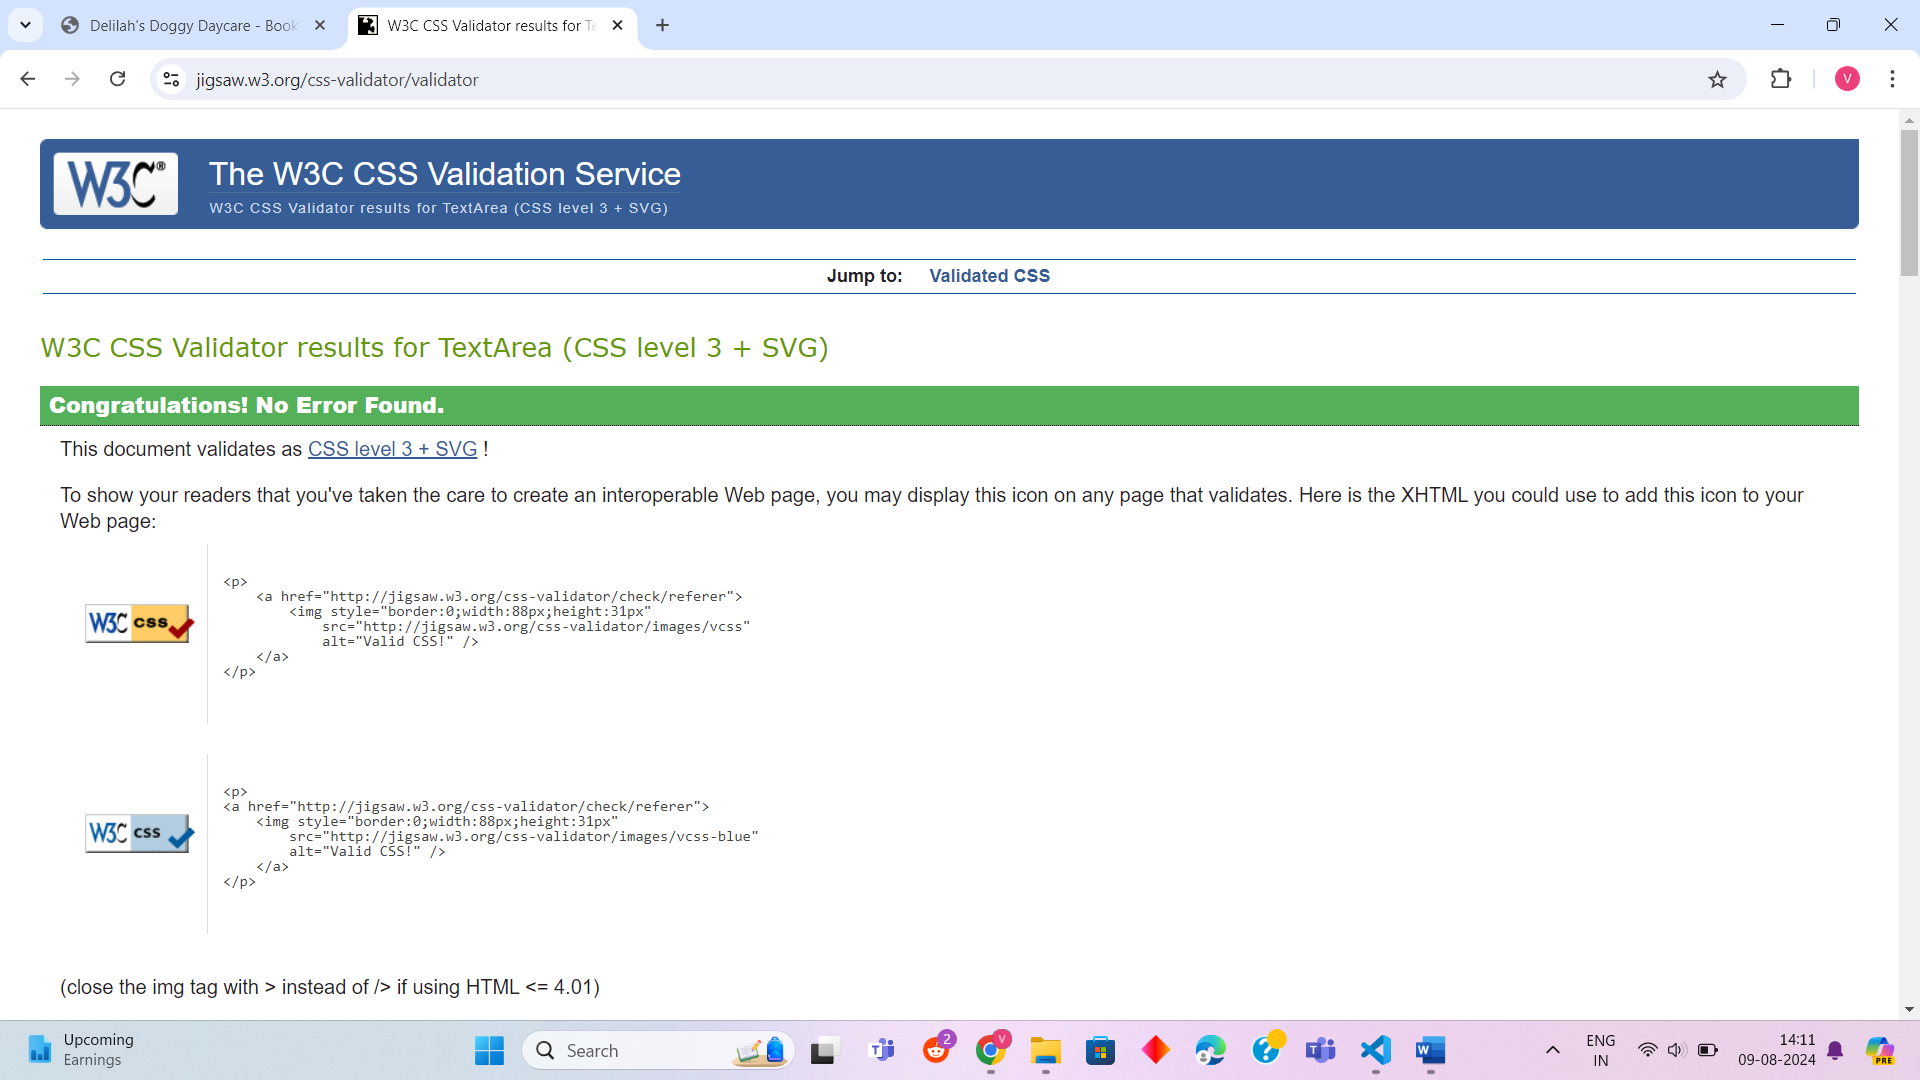 Delilah's Doggy Daycare - Book
W3C CSS Validator results for Te
jigsaw.w3.org/css-validator/validator
V
W3C®
The W3C CSS Validation Service
W3C CSS Validator results for TextArea (CSS level 3 + SVG)
Jump to: Validated CSS
W3C CSS Validator results for TextArea (CSS level 3 + SVG)
Congratulations! No Error Found.
This document validates as CSS level 3 + SVG !
To show your readers that you've taken the care to create an interoperable Web page, you may display this icon on any page that validates. Here is the XHTML you could use to add this icon to your
Web page:
W3C css
<p>
<a href="http://jigsaw.w3.org/css-validator/check/referer">
<img style="border:0;width:88px;height:31px"
src="http://jigsaw.w3.org/css-validator/images/vcss"
alt="Valid CSS!" />
</a>
</p>
W3C css
<p>
<a href="http://jigsaw.w3.org/css-validator/check/referer">
<img style="border:0;width:88px;height:31px"
src="http://jigsaw.w3.org/css-validator/images/vcss-blue"
alt="Valid CSS!" />
</a>
</p>
(close the img tag with > instead of /> if using HTML <= 4.01)
Upcoming
Earnings
Search
2
V
ENG
IN
14:11
09-08-2024
PRE